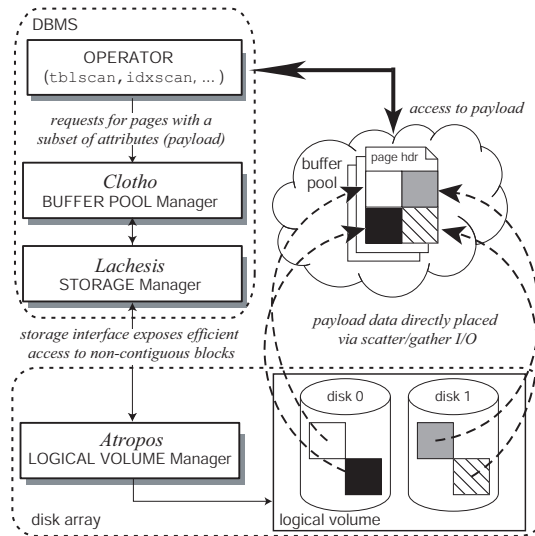 DBMS
OPERATOR
(tblscan, idxscan, ... )
requests for pages with a
subset of attributes (payload)
Clotho
BUFFER POOL Manager
Lachesis
STORAGE Manager
storage interface exposes efficient
access to non-contiguous blocks
Atropos
LOGICAL VOLUME Manager
disk array
access to payload
buffer
pool
page hdr
payload data directly placed
via scatter/gather I/O
disk 0
disk 1
logical volume